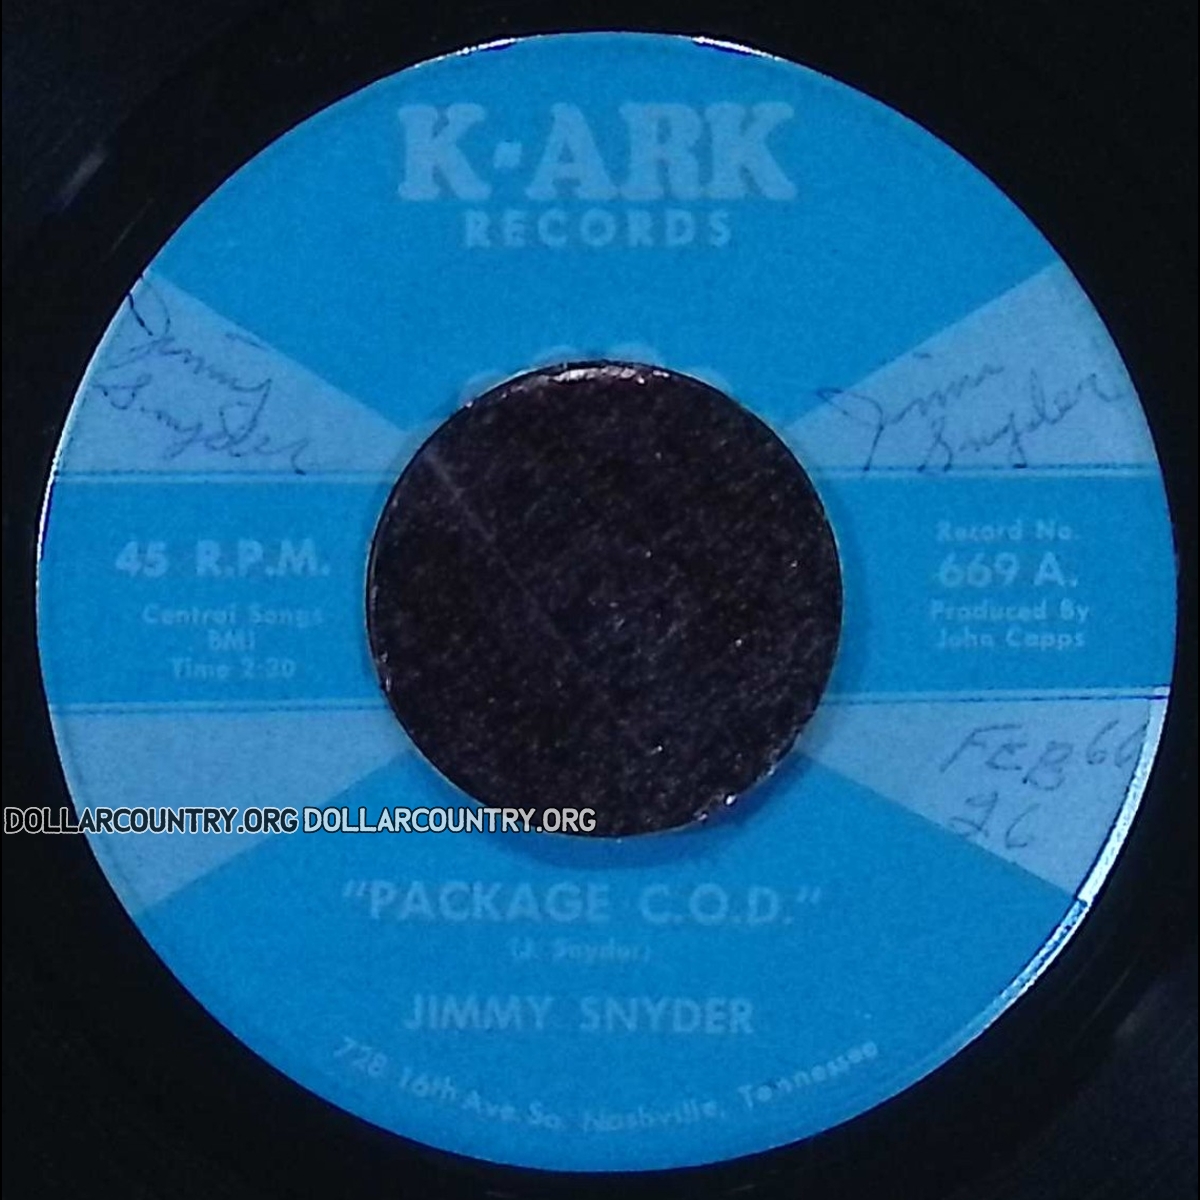 K-ARK
RECORDS
Jimmy
Snyder
Jimmy
Snyder
45 R.P.M.
Central Songs
BMI
Time 2:30
Record No.
669 A.
Produced By
John Capps
FEB 66
DOLLARCOUNTRY.ORG DOLLARCOUNTRY.ORG
"PACKAGE C.O.D."
(J. Snyder)
JIMMY SNYDER
728 16th Ave. So. Nashville, Tennessee